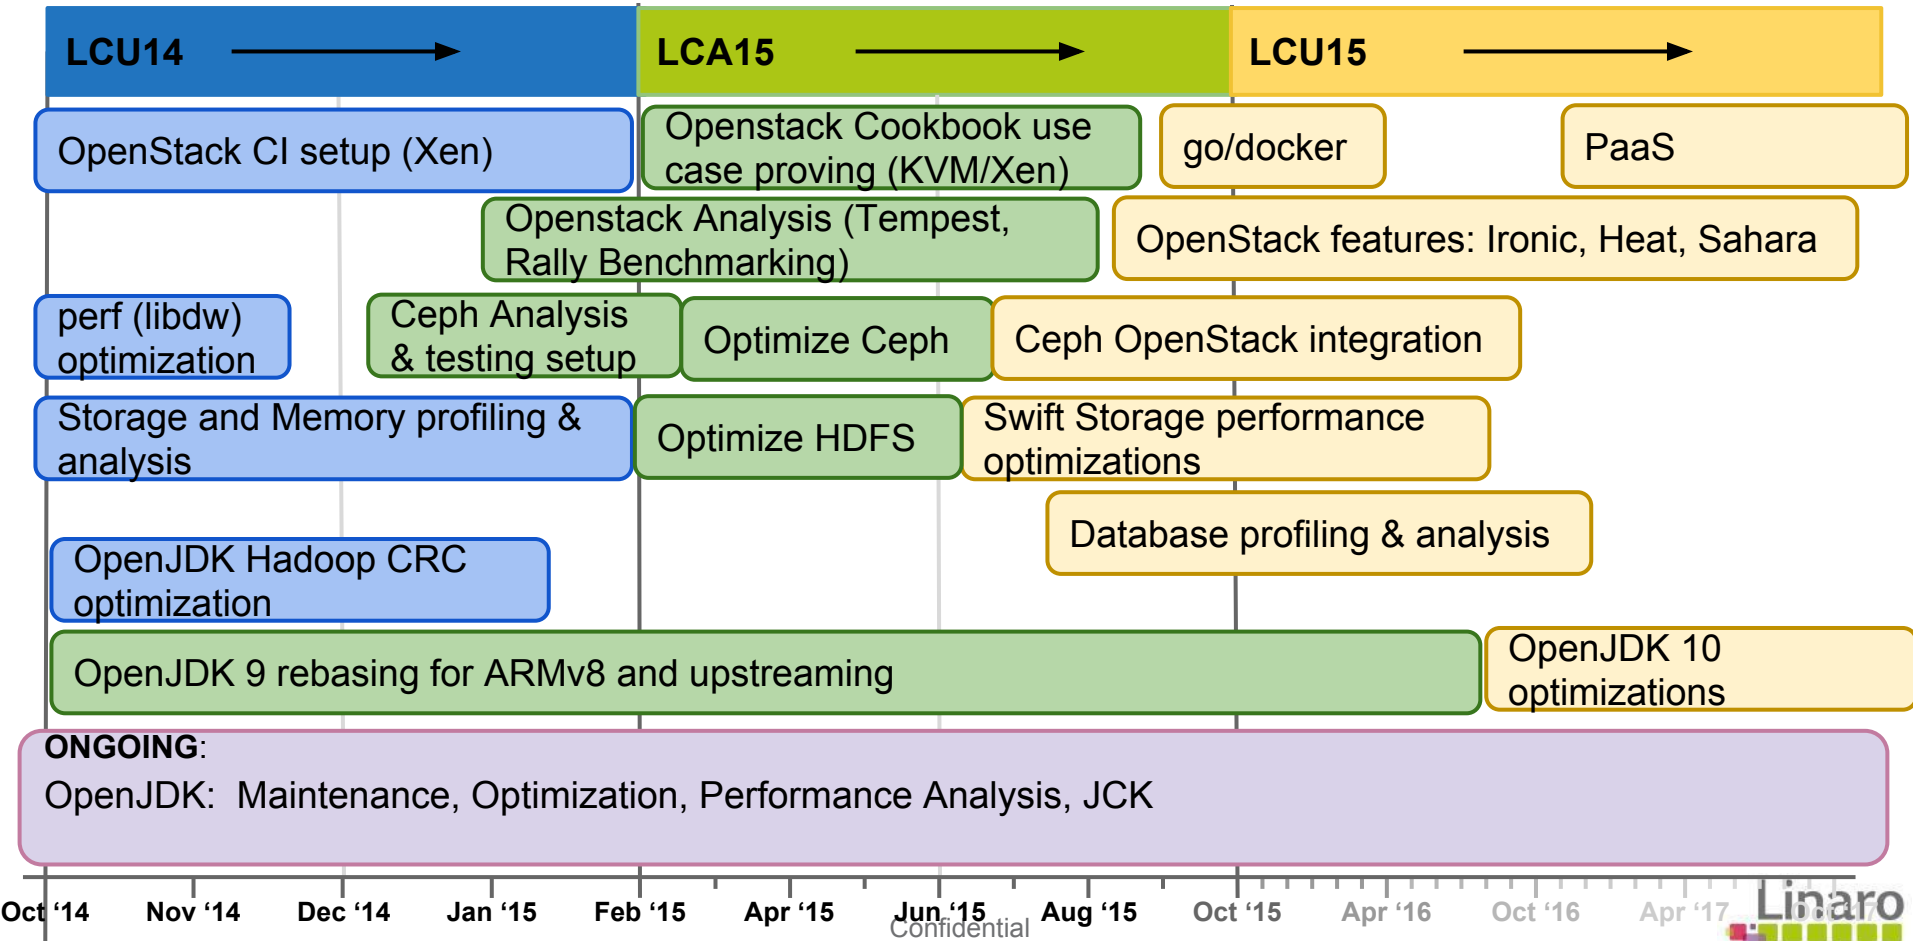 LCU14
LCA15
LCU15
OpenStack CI setup (Xen)
Openstack Cookbook use
case proving (KVM/Xen)
go/docker
PaaS
Openstack Analysis (Tempest,
Rally Benchmarking)
OpenStack features: Ironic, Heat, Sahara
perf (libdw)
optimization
Ceph Analysis
& testing setup
Optimize Ceph
Ceph OpenStack integration
Storage and Memory profiling &
analysis
Optimize HDFS
Swift Storage performance
optimizations
Database profiling & analysis
OpenJDK Hadoop CRC
optimization
OpenJDK 9 rebasing for ARMv8 and upstreaming
OpenJDK 10
optimizations
ONGOING:
OpenJDK:  Maintenance, Optimization, Performance Analysis, JCK
Oct ‘14
Nov ‘14
Dec ‘14
Jan ‘15
Feb ‘15
Apr ‘15
Jun ‘15
Aug ‘15
Oct ‘15
Apr ‘16
Oct ‘16
Apr ‘17
Oct ‘17
Linaro
Confidential